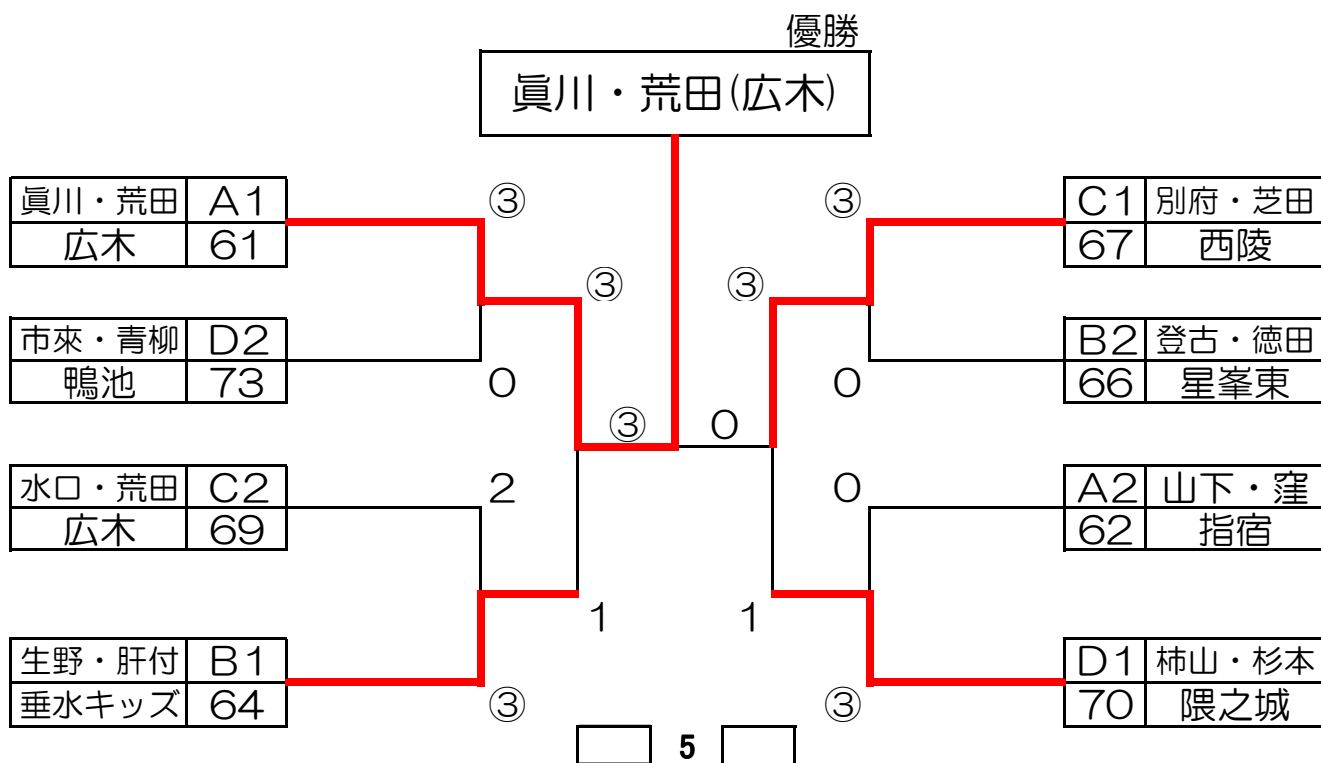 優勝
眞川・荒田(広木)
眞川・荒田 A1 ③ ③ C1 別府・芝田
広木 61 67 西陵
③ ③
市來・青柳 D2 B2 登古・徳田
鴨池 73 0 0 66 星峯東
③ 0
水口・荒田 C2 2 0 A2 山下・窪
広木 69 62 指宿
1 1
生野・肝付 B1 D1 柿山・杉本
垂水キッズ 64 ③ ③ 70 隈之城
5